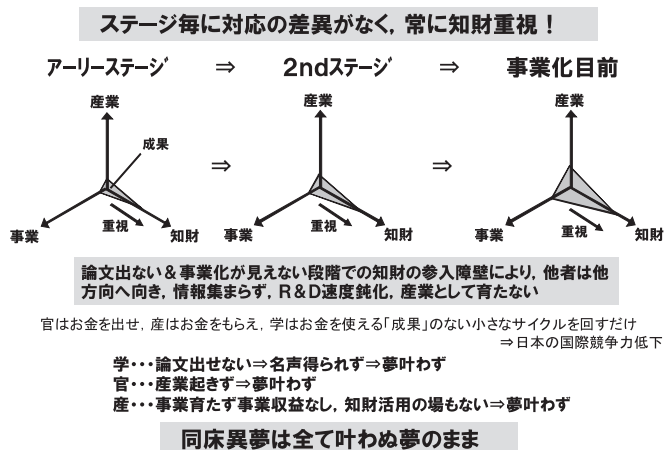 ステージ毎に対応の差異がなく，常に知財重視！
アーリーステージ ⇒ 2ndステージ ⇒ 事業化目前
産業 産業 産業
成果
⇒ ⇒
重視 重視 重視
事業 知財 事業 知財 事業 知財
論文出ない＆事業化が見えない段階での知財の参入障壁により，他者は他
方向へ向き，情報集まらず，R＆D速度鈍化，産業として育たない
官はお金を出せ，産はお金をもらえ，学はお金を使える「成果」のない小さなサイクルを回すだけ
⇒日本の国際競争力低下
学・・・論文出せない⇒名声得られず⇒夢叶わず
官・・・産業起きず⇒夢叶わず
産・・・事業育たず事業収益なし，知財活用の場もない⇒夢叶わず
同床異夢は全て叶わぬ夢のまま